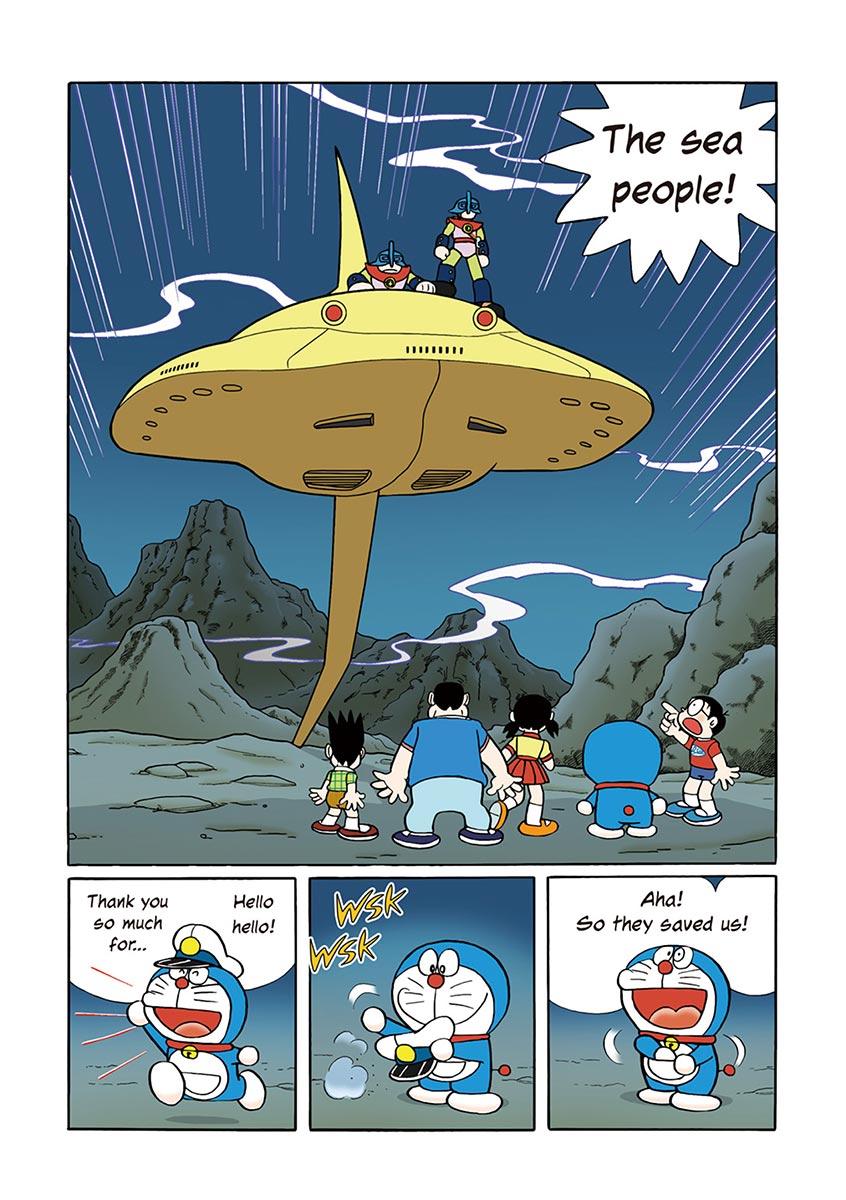 The sea
people!
Aha!
So they saved us!
WSK
WSK
Hello
hello!
Thank you
so much
for...